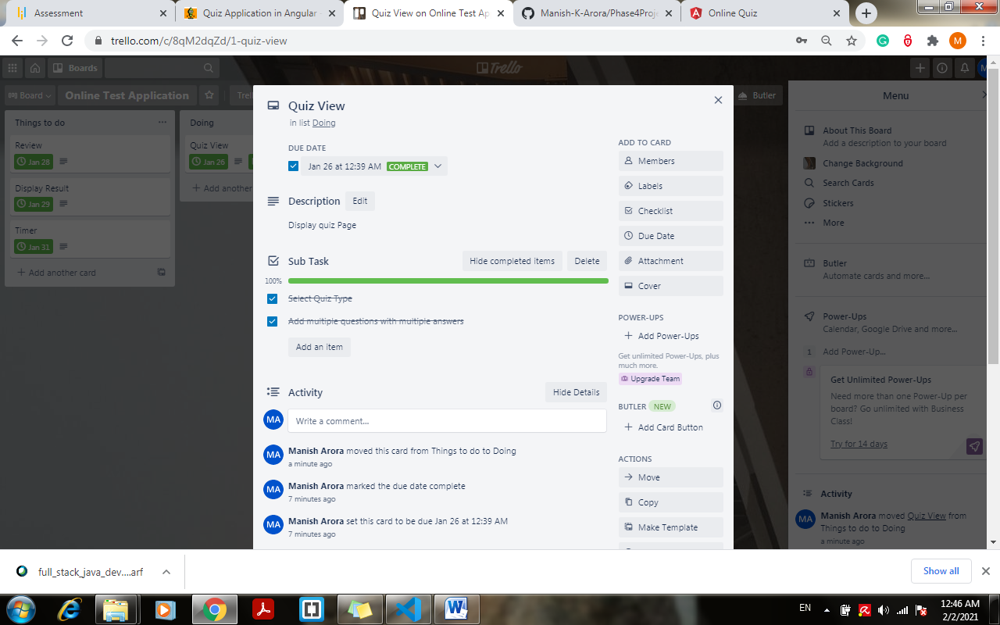 Assessment
Quiz Application in Angular
Quiz View on Online Test Ap
Manish-K-Arora/Phase4Proje
Online Quiz
trello.com/c/8qM2dqZd/1-quiz-view
M
Boards
Trello
Board
Online Test Application
Butler
Menu
Things to do
Review
Jan 28
Display Result
Jan 29
Timer
Jan 31
+ Add another card
Doing
Quiz View
Jan 26
+ Add another
Quiz View
in list Doing
DUE DATE
Jan 26 at 12:39 AM COMPLETE
Description Edit
Display quiz Page
Sub Task Hide completed items Delete
100%
Select Quiz Type
Add multiple questions with multiple answers
Add an item
Activity Hide Details
MA Write a comment...
MA Manish Arora moved this card from Things to do to Doing
a minute ago
MA Manish Arora marked the due date complete
7 minutes ago
MA Manish Arora set this card to be due Jan 26 at 12:39 AM
7 minutes ago
ADD TO CARD
Members
Labels
Checklist
Due Date
Attachment
Cover
POWER-UPS
+ Add Power-Ups
Get unlimited Power-Ups, plus
much more.
Upgrade Team
BUTLER NEW
+ Add Card Button
ACTIONS
Move
Copy
Make Template
About This Board
Add a description to your board
Change Background
Search Cards
Stickers
More
Butler
Automate cards and more...
Power-Ups
Calendar, Google Drive and more...
1 Add Power-Up...
Get Unlimited Power-Ups
Need more than one Power-Up per
board? Go unlimited with Business
Class!
Try for 14 days
Activity
MA Manish Arora moved Quiz View from
Things to do to Doing
a minute ago
full_stack_java_dev....arf
Show all
EN
12:46 AM
2/2/2021